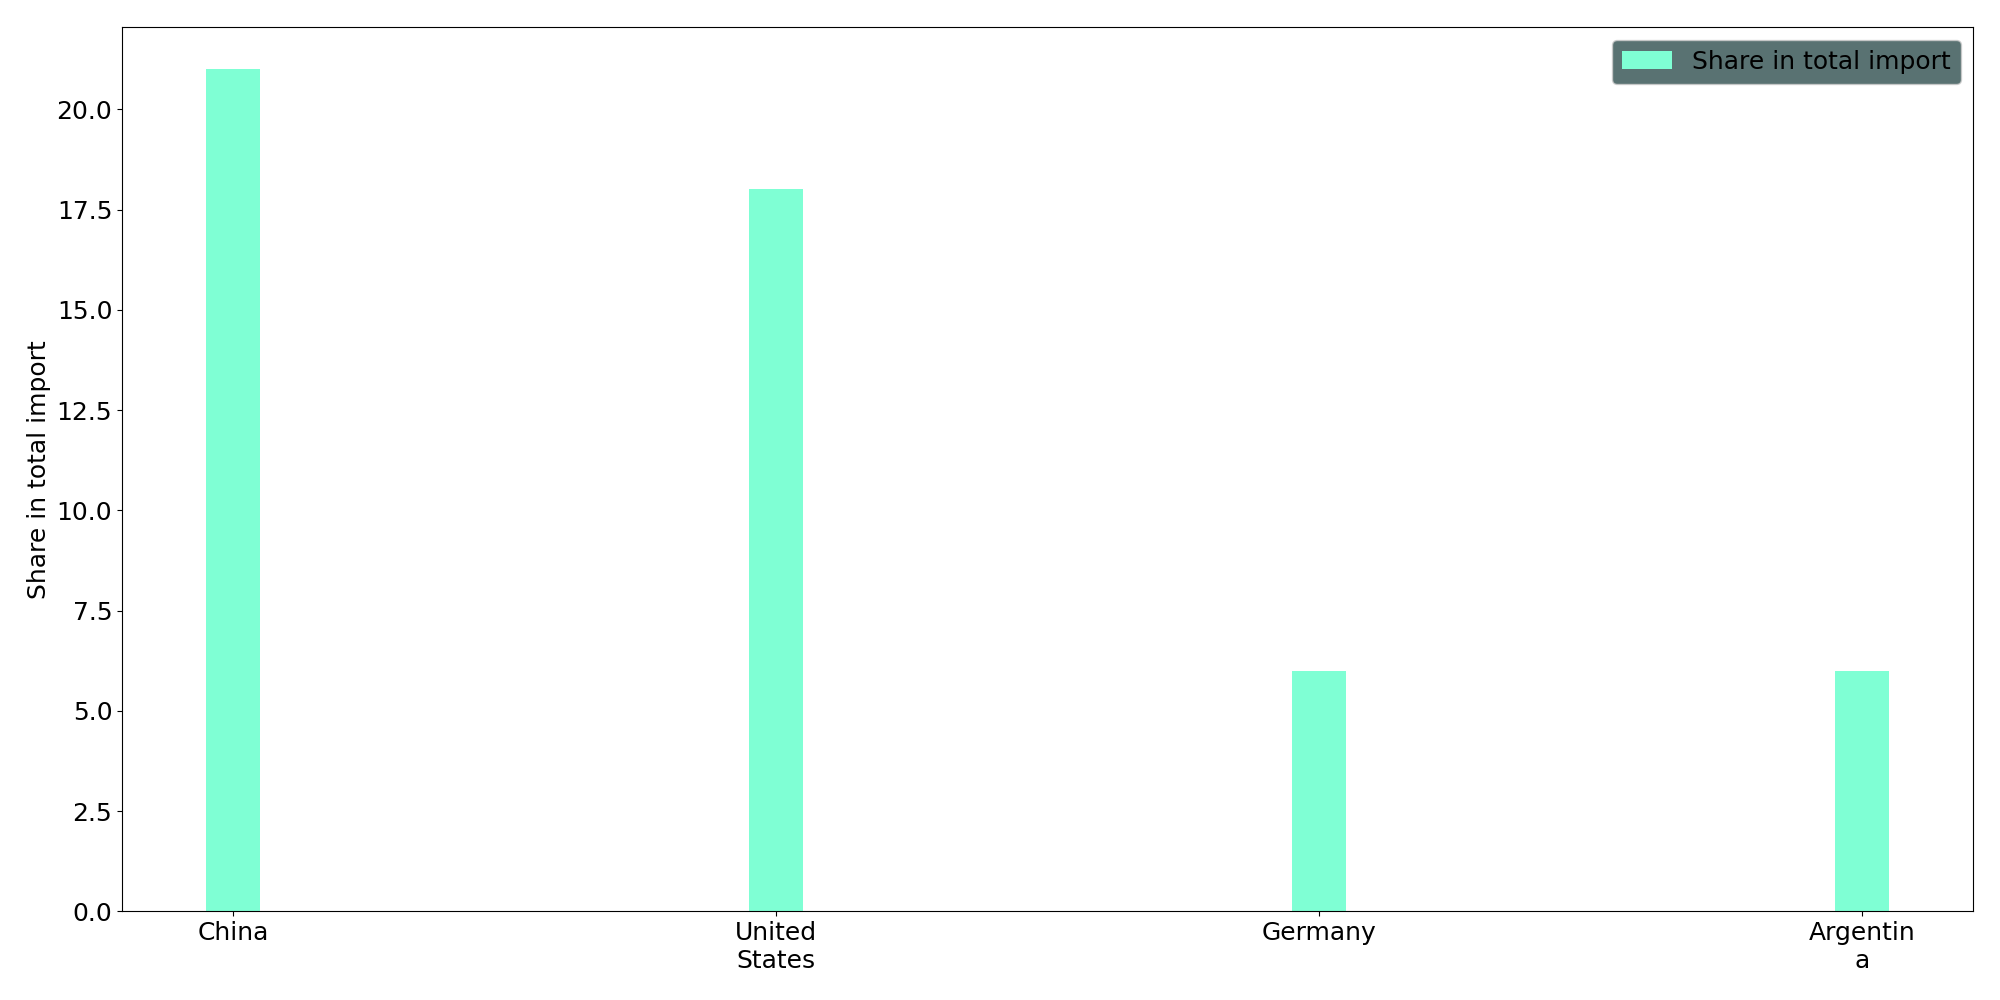 Share in total import
20.0
17.5
15.0
12.5
10.0
7.5
5.0
2.5
0.0
Share in total import
China
United
States
Germany
Argentin
a